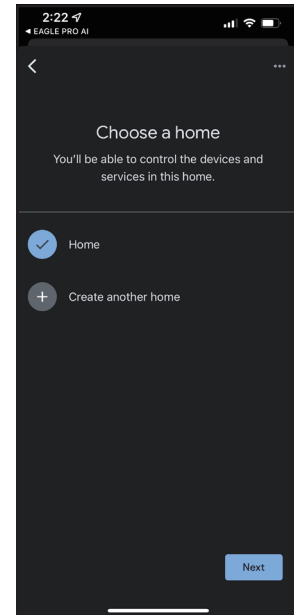 2:22
◀ EAGLE PRO AI
Choose a home
You'll be able to control the devices and
services in this home.
Home
Create another home
Next